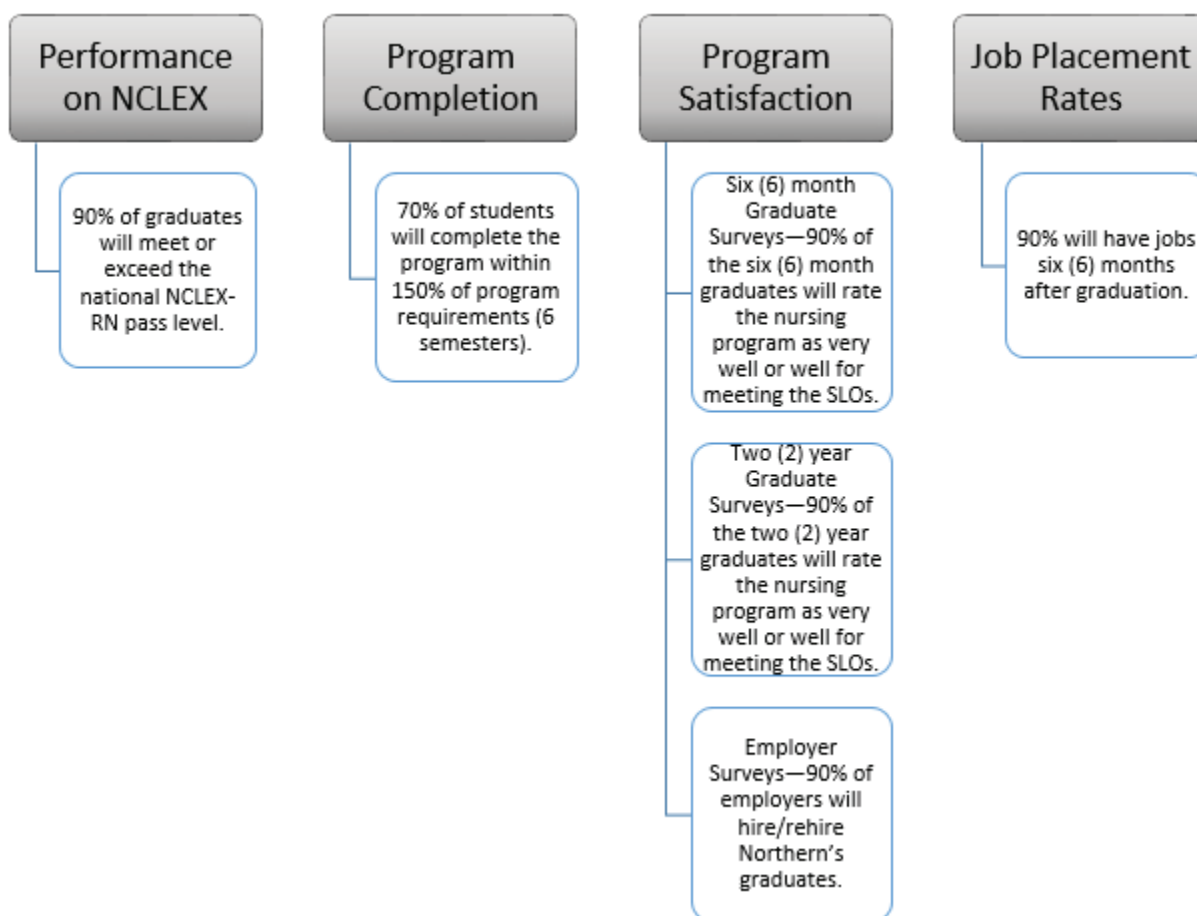 Performance
on NCLEX
90% of graduates
will meet or
exceed the
national NCLEX-
RN pass level.
Program
Completion
70% of students
will complete the
program within
150% of program
requirements (6
semesters).
Program
Satisfaction
Six (6) month
Graduate
Surveys—90% of
the six (6) month
graduates will rate
the nursing
program as very
well or well for
meeting the SLOs.
Two (2) year
Graduate
Surveys—90% of
the two (2) year
graduates will rate
the nursing
program as very
well or well for
meeting the SLOs.
Employer
Surveys—90% of
employers will
hire/rehire
Northern's
graduates.
Job Placement
Rates
90% will have jobs
six (6) months
after graduation.